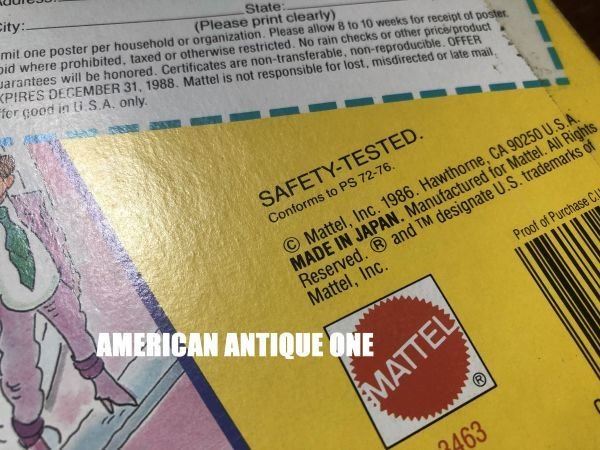 State:
City:
(Please print clearly)
mit one poster per household or organization. Please allow 8 to 10 weeks for receipt of poster.
oid where prohibited, taxed or otherwise restricted. No rain checks or other price/product
uarantees will be honored. Certificates are non-transferable, non-reproducible. OFFER
XPIRES DECEMBER 31, 1988. Mattel is not responsible for lost, misdirected or late mail.
ffer good in U.S.A. only.
SAFETY-TESTED.
Conforms to PS 72-76.
© Mattel, Inc. 1986. Hawthorne, CA 90250 U.S.A.
MADE IN JAPAN. Manufactured for Mattel. All Rights
Reserved. ® and TM designate U.S. trademarks of
Mattel, Inc.
Proof of Purchase
MATTEL
®
3463
AMERICAN ANTIQUE ONE